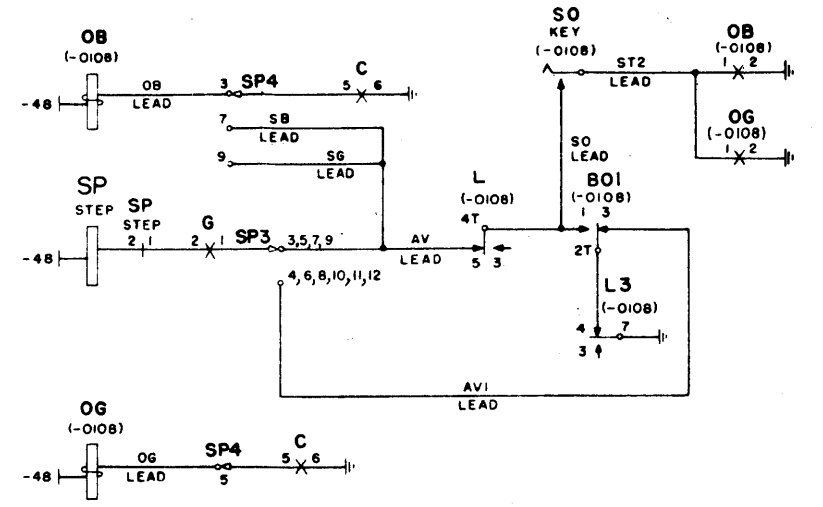 OB
(-0108)
-48
OB
LEAD
3 SP4
C
5 6
SO
KEY
(-0108)
ST2
LEAD
OB
(-0108)
1 2
OG
(-0108)
1 2
7
SB
LEAD
9
SG
LEAD
SO
LEAD
SP
STEP
-48
SP
STEP
2 1
G
2 1
SP3
3,5,7,9
AV
LEAD
L
(-0108)
4T
5 3
BO1
(-0108)
1 3
2T
4,6,8,10,11,12
L3
(-0108)
4 7
3
AV1
LEAD
OG
(-0108)
-48
OG
LEAD
SP4
5
C
5 6